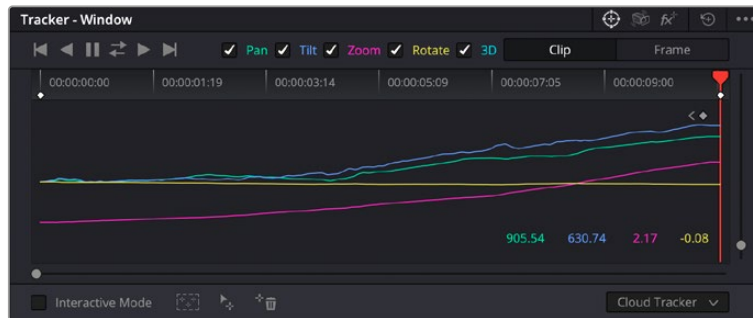 Tracker - Window
Pan Tilt Zoom Rotate 3D Clip Frame
00:00:00:00 00:00:01:19 00:00:03:14 00:00:05:09 00:00:07:05 00:00:09:00
905.54 630.74 2.17 -0.08
Interactive Mode Cloud Tracker